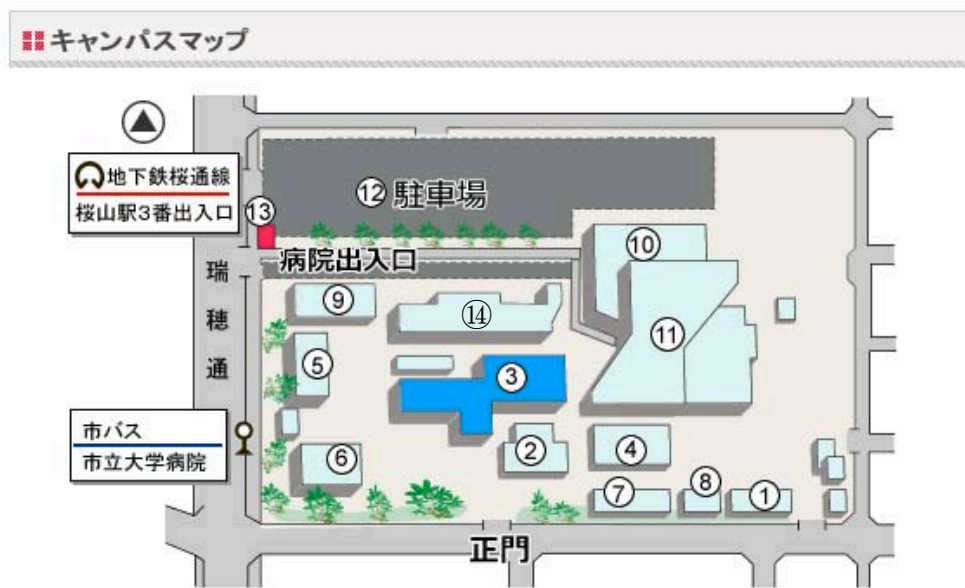 キャンパスマップ
地下鉄桜通線
桜山駅3番出入口
⑬
⑫ 駐車場
病院出入口
⑩
瑞穂通
⑨
⑭
⑪
⑤
③
市バス
市立大学病院
⑥
②
④
⑦
⑧
①
正門